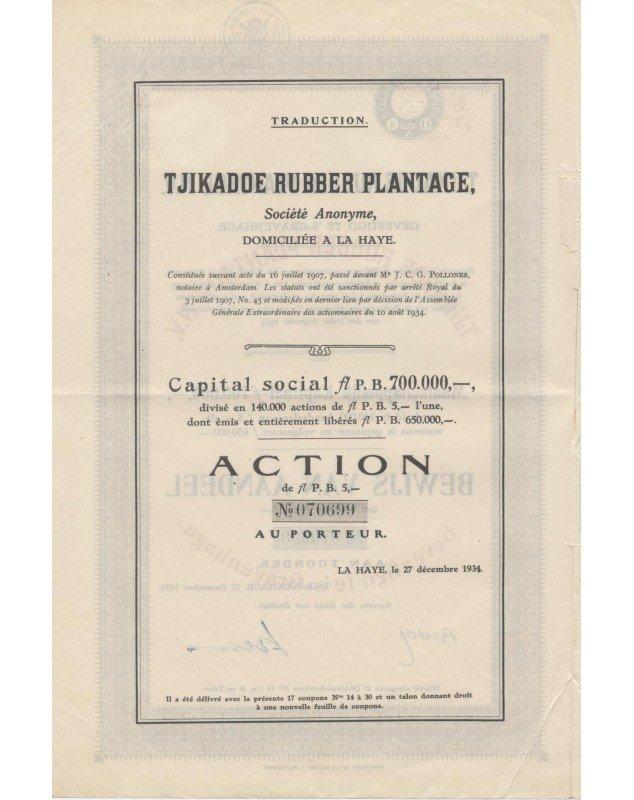 TRADUCTION.
TJIKADOE RUBBER PLANTAGE,
Société Anonyme,
DOMICILIÉE A LA HAYE.
Constituée suivant acte du 16 juillet 1907, passé devant Me J. C. G. POLLONES,
notaire à Amsterdam. Les statuts ont été sanctionnés par arrêté Royal du
3 juillet 1907, No. 45 et modifiés en dernier lieu par décision de l'Assemblée
Générale Extraordinaire des actionnaires du 10 août 1934.
Capital social fl P. B. 700.000,—,
divisé en 140.000 actions de fl P. B. 5,— l'une,
dont émis et entièrement libérés fl P. B. 650.000,—.
ACTION
de fl P. B. 5,—
No 070699
AU PORTEUR.
LA HAYE, le 27 décembre 1934.
Il a été délivré avec la présente 17 coupons Nos 14 à 30 et un talon donnant droit
à une nouvelle feuille de coupons.